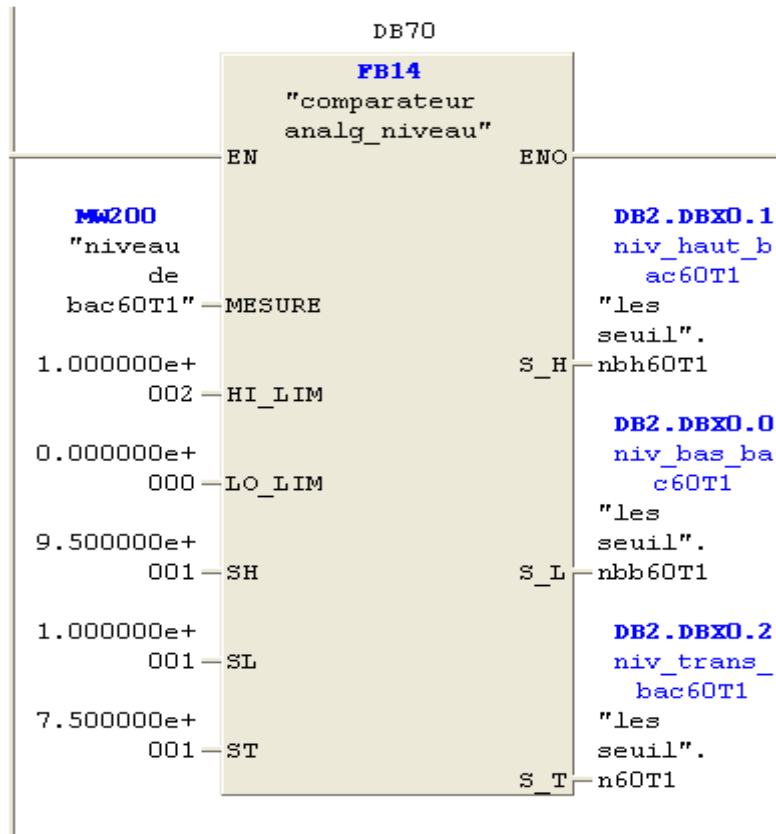 DB70
FB14
"comparateur
analg_niveau"
EN
ENO
MW200
"niveau
de
bac60T1"
MESURE
1.000000e+
002
HI_LIM
0.000000e+
000
LO_LIM
9.500000e+
001
SH
1.000000e+
001
SL
7.500000e+
001
ST
DB2.DBX0.1
niv_haut_b
ac60T1
"les
seuil".
S_H
nbh60T1
DB2.DBX0.0
niv_bas_ba
c60T1
"les
seuil".
S_L
nbb60T1
DB2.DBX0.2
niv_trans_
bac60T1
"les
seuil".
S_T
n60T1